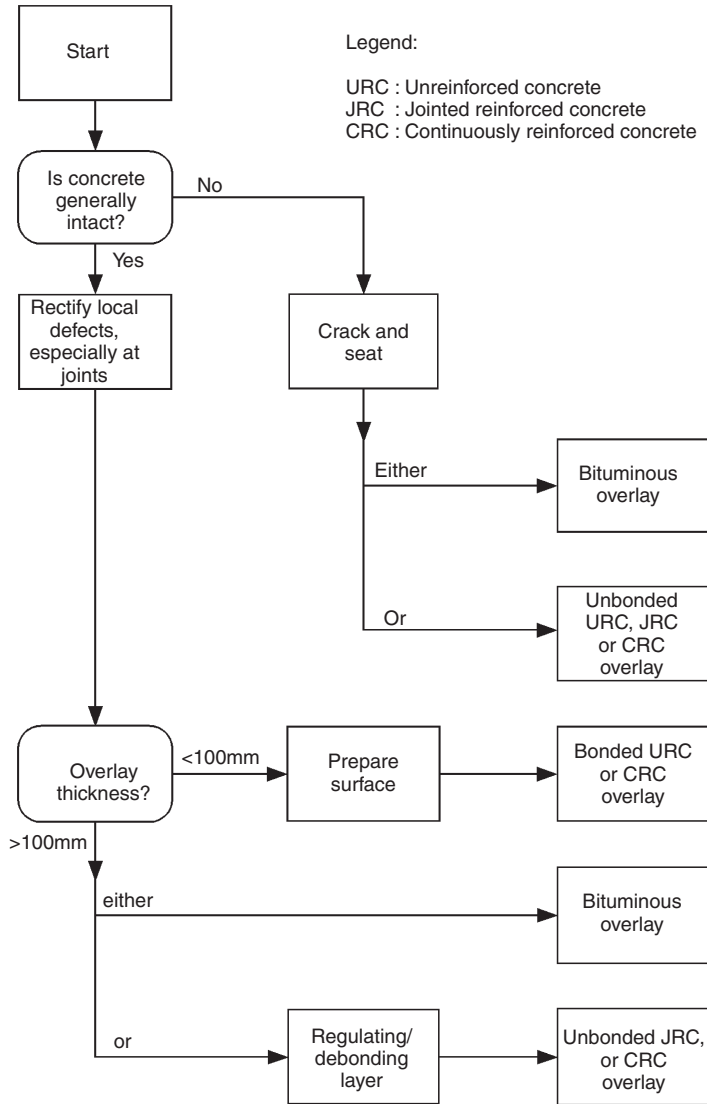 Start
Legend:
URC : Unreinforced concrete
JRC : Jointed reinforced concrete
CRC : Continuously reinforced concrete
Is concrete
generally
intact?
No
Yes
Rectify local
defects,
especially at
joints
Crack and
seat
Either
Bituminous
overlay
Or
Unbonded
URC, JRC
or CRC
overlay
Overlay
thickness?
<100mm
Prepare
surface
Bonded URC
or CRC
overlay
>100mm
either
Bituminous
overlay
or
Regulating/
debonding
layer
Unbonded JRC,
or CRC
overlay